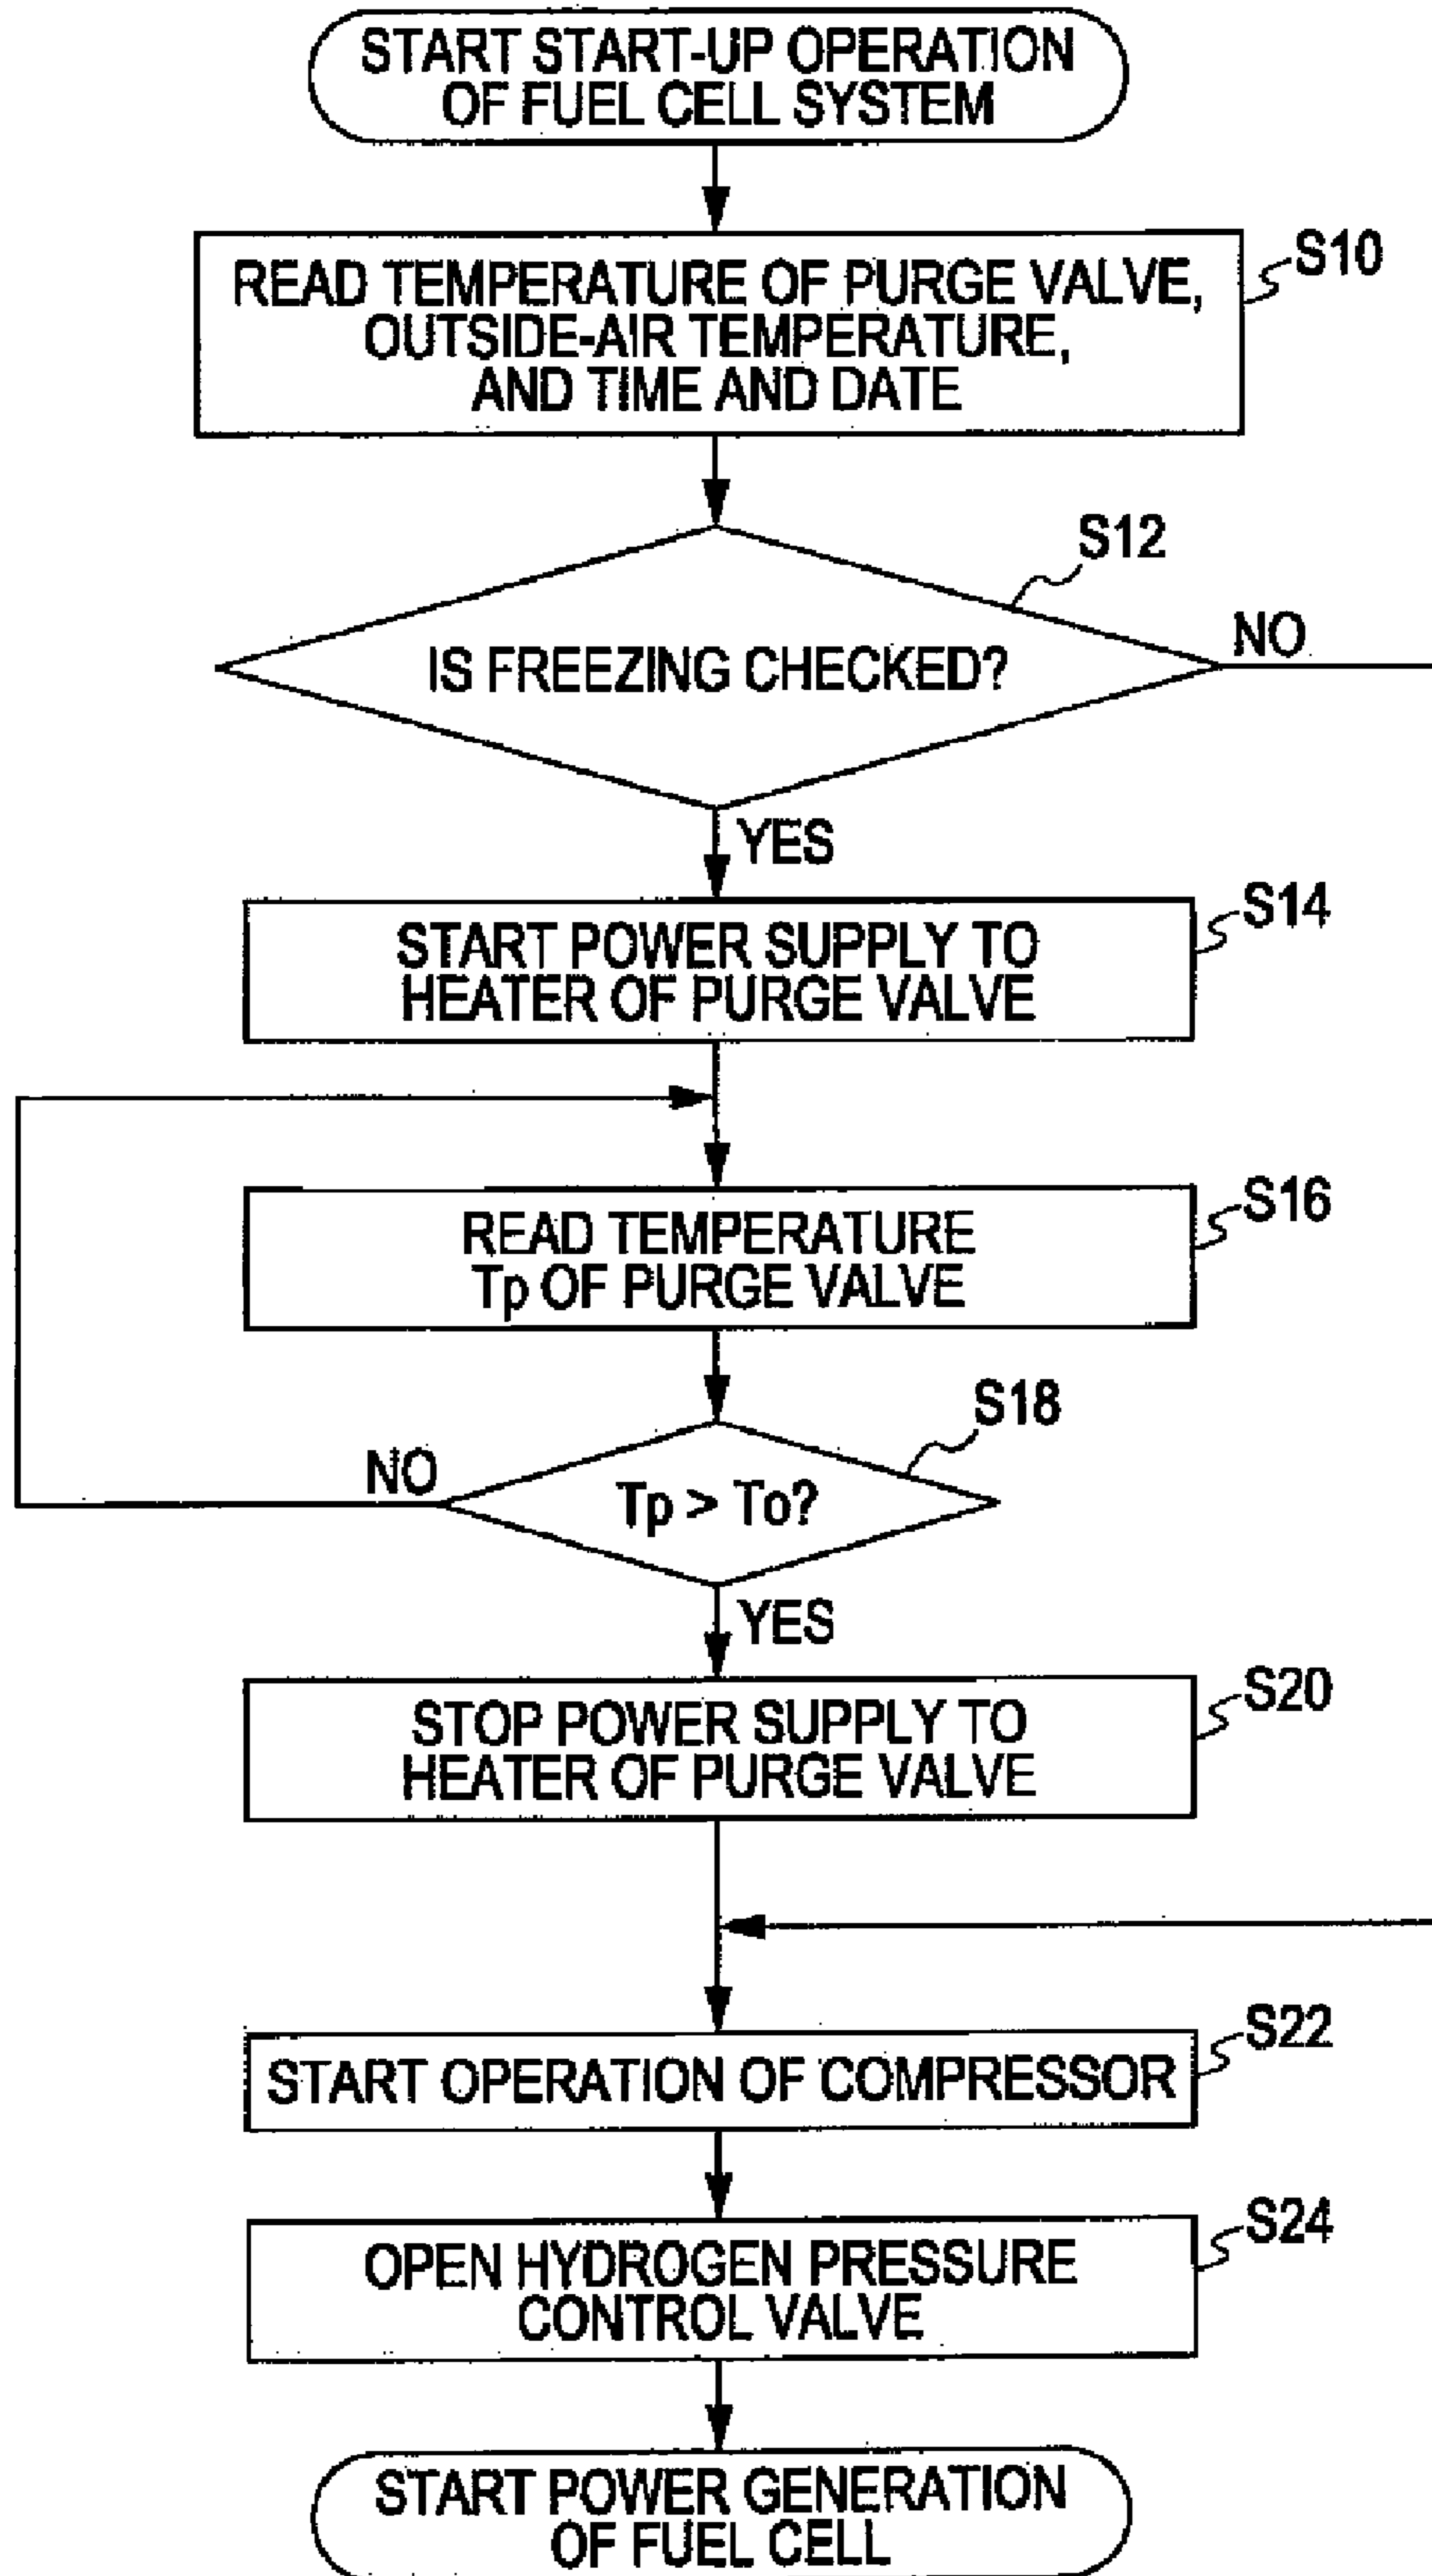 START START-UP OPERATION
OF FUEL CELL SYSTEM
S10
READ TEMPERATURE OF PURGE VALVE,
OUTSIDE-AIR TEMPERATURE,
AND TIME AND DATE
S12
IS FREEZING CHECKED?
NO
YES
S14
START POWER SUPPLY TO
HEATER OF PURGE VALVE
S16
READ TEMPERATURE
Tp OF PURGE VALVE
S18
NO
Tp > To?
YES
S20
STOP POWER SUPPLY TO
HEATER OF PURGE VALVE
S22
START OPERATION OF COMPRESSOR
S24
OPEN HYDROGEN PRESSURE
CONTROL VALVE
START POWER GENERATION
OF FUEL CELL